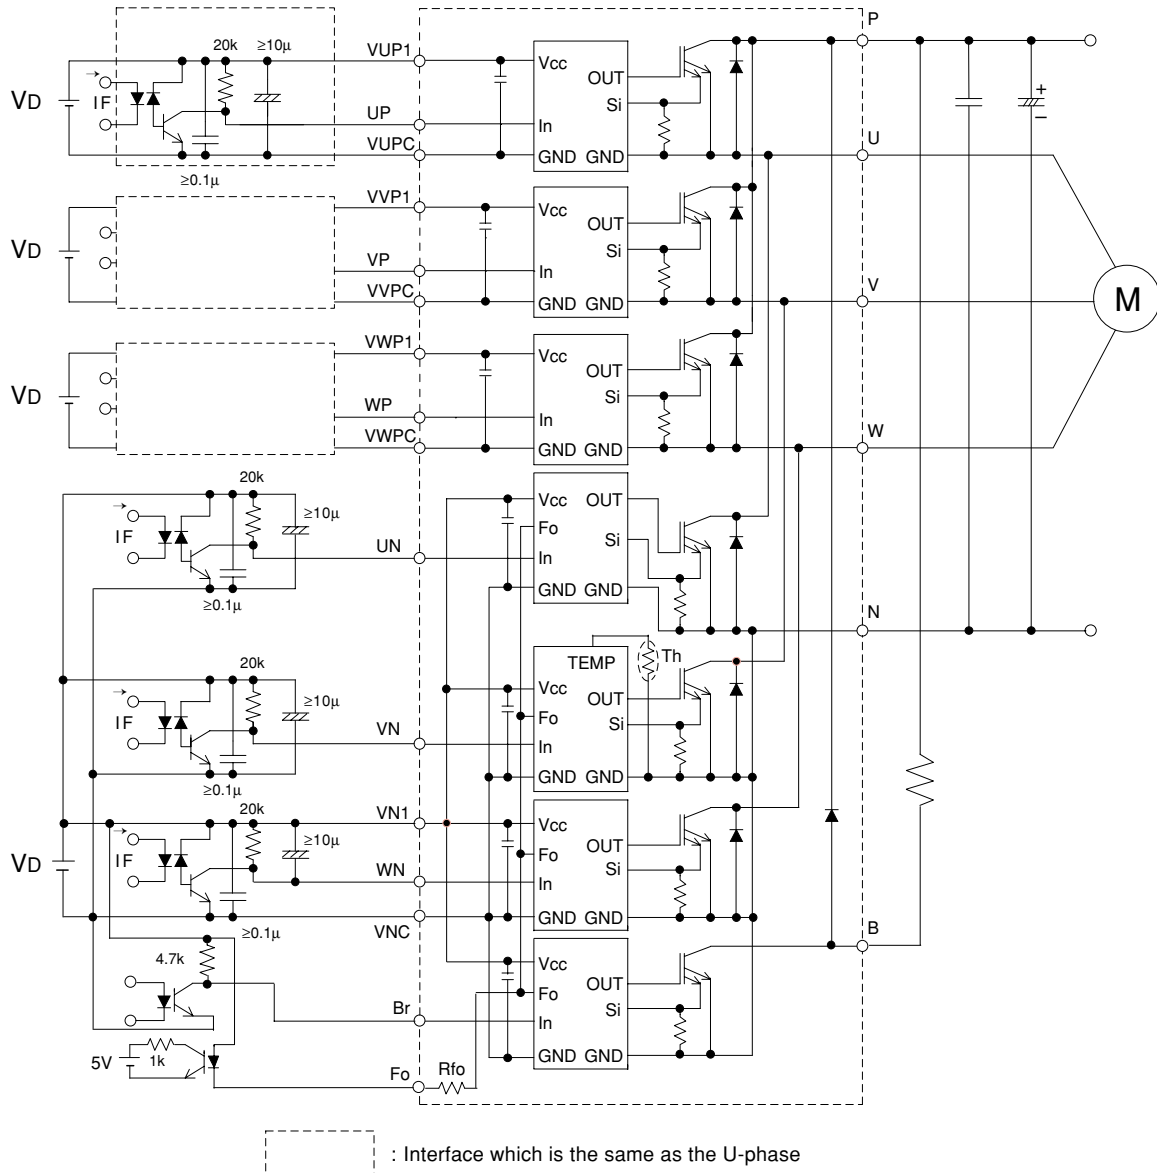 P
20k
≥10μ
VUP1
Vcc
OUT
IF
VD
Si
+
–
UP
In
U
VUPC
GND GND
≥0.1μ
VVP1
Vcc
OUT
VD
Si
VP
In
VVPC
GND GND
V
M
VWP1
Vcc
OUT
VD
Si
WP
In
VWPC
GND GND
W
20k
≥10μ
Vcc OUT
Fo
IF
Si
UN
In
GND GND
≥0.1μ
N
TEMP
Th
20k
≥10μ
Vcc
OUT
IF
Fo
Si
VN
In
GND GND
≥0.1μ
20k
≥10μ
VN1
Vcc
OUT
VD
IF
Fo
Si
WN
In
VNC
GND GND
≥0.1μ
B
4.7k
Vcc
OUT
Fo
Si
Br
In
5V
1k
GND GND
Fo
Rfo
: Interface which is the same as the U-phase